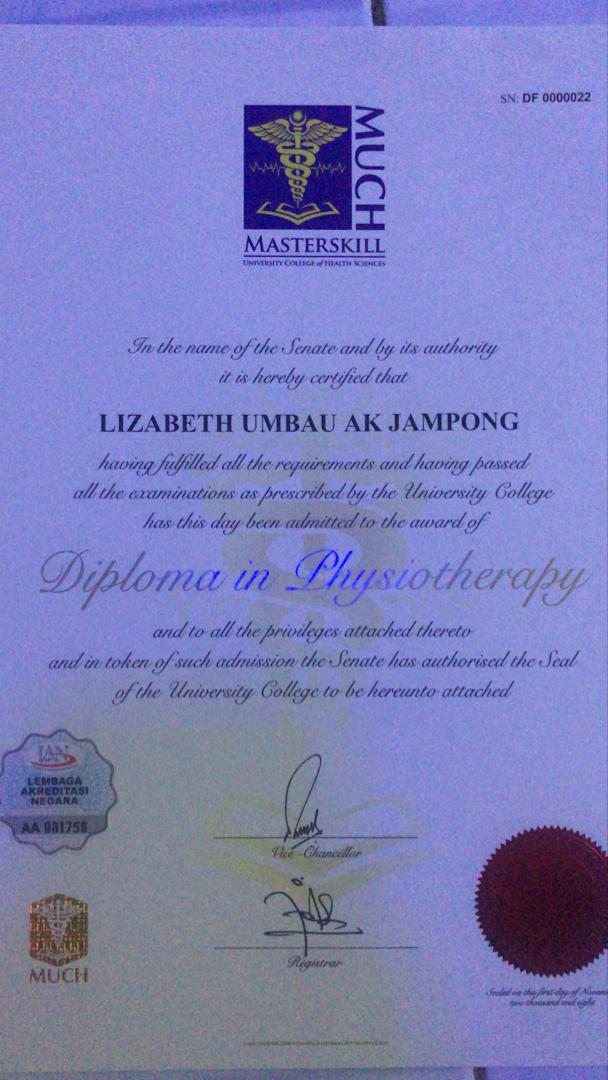 SN: DF 0000022
MUCH
MASTERSKILL
UNIVERSITY COLLEGE of HEALTH SCIENCES
In the name of the Senate and by its authority
it is hereby certified that
LIZABETH UMBAU AK JAMPONG
having fulfilled all the requirements and having passed
all the examinations as prescribed by the University College
has this day been admitted to the award of
Diploma in Physiotherapy
and to all the privileges attached thereto
and in token of such admission the Senate has authorised the Seal
of the University College to be hereunto attached
LAN
LEMBAGA
AKREDITASI
NEGARA
AA 001756
Vice-Chancellor
Registrar
MUCH
Sealed on this first day of
two thousand and eight